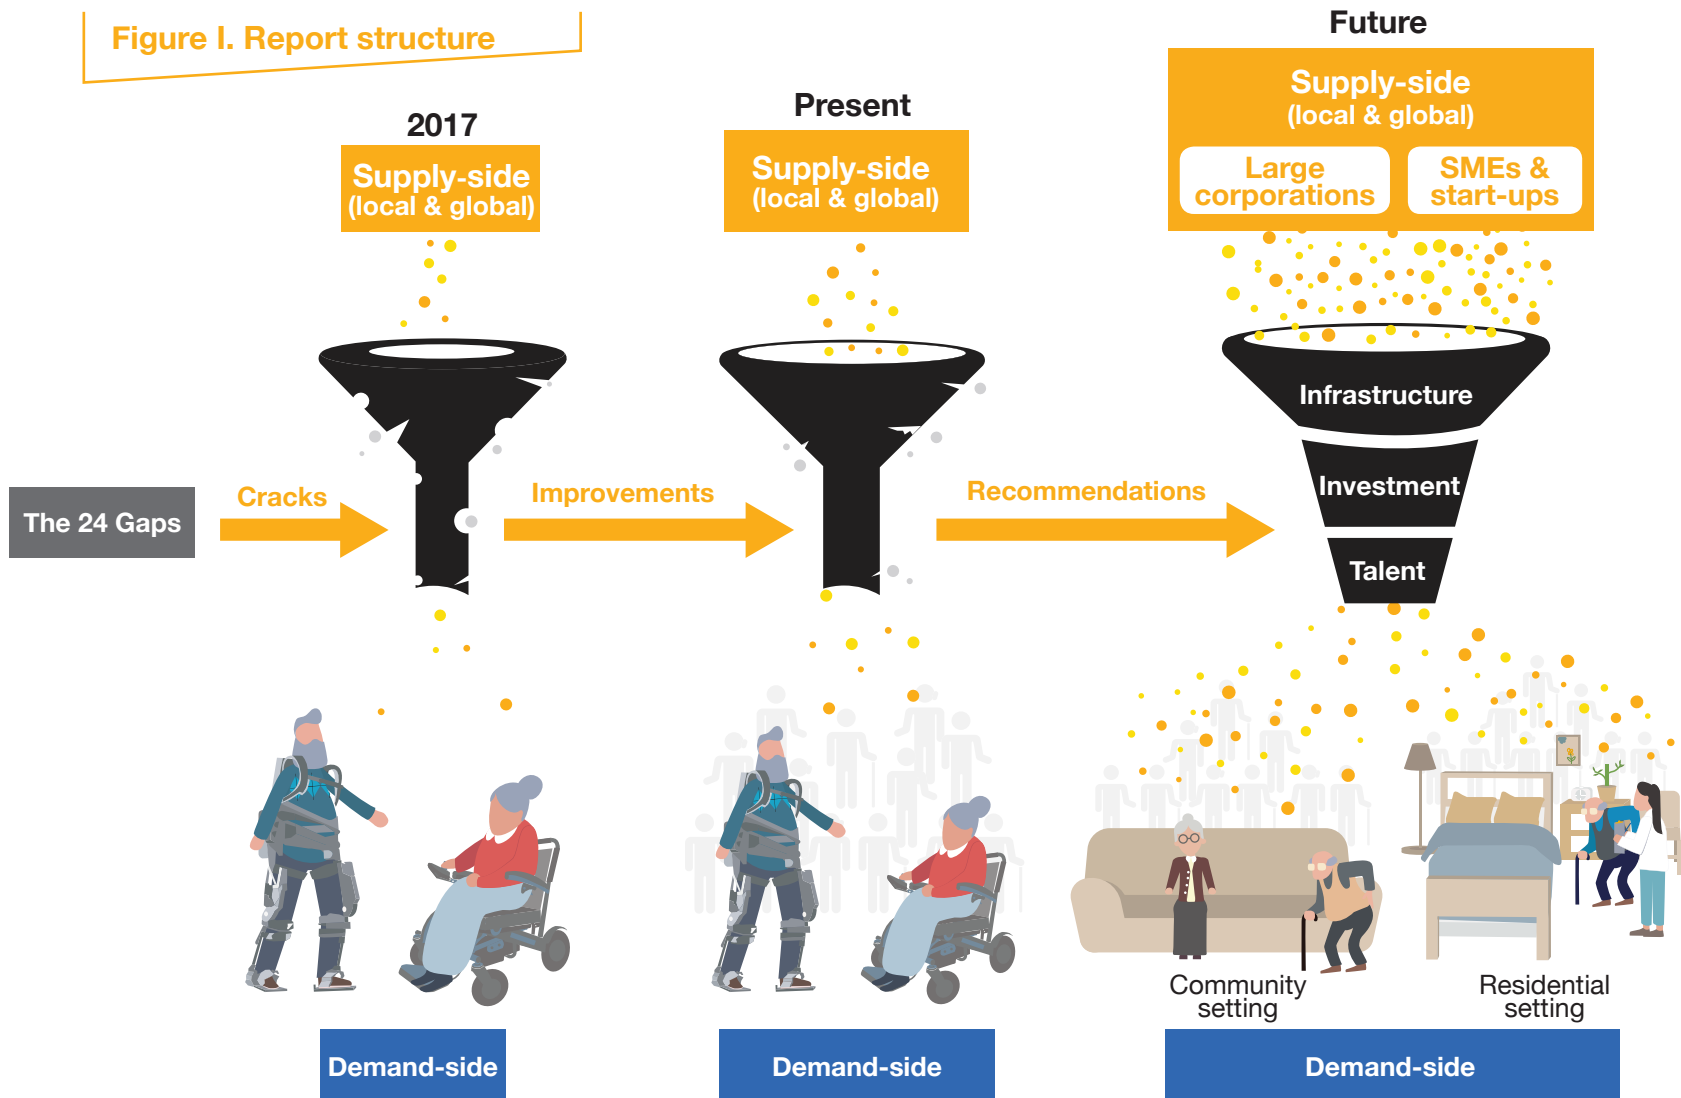 Figure I. Report structure
2017
Supply-side
(local & global)
Present
Supply-side
(local & global)
Future
Supply-side
(local & global)
Large
corporations
SMEs &
start-ups
The 24 Gaps
Cracks
Improvements
Recommendations
Infrastructure
Investment
Talent
Community
setting
Residential
setting
Demand-side
Demand-side
Demand-side